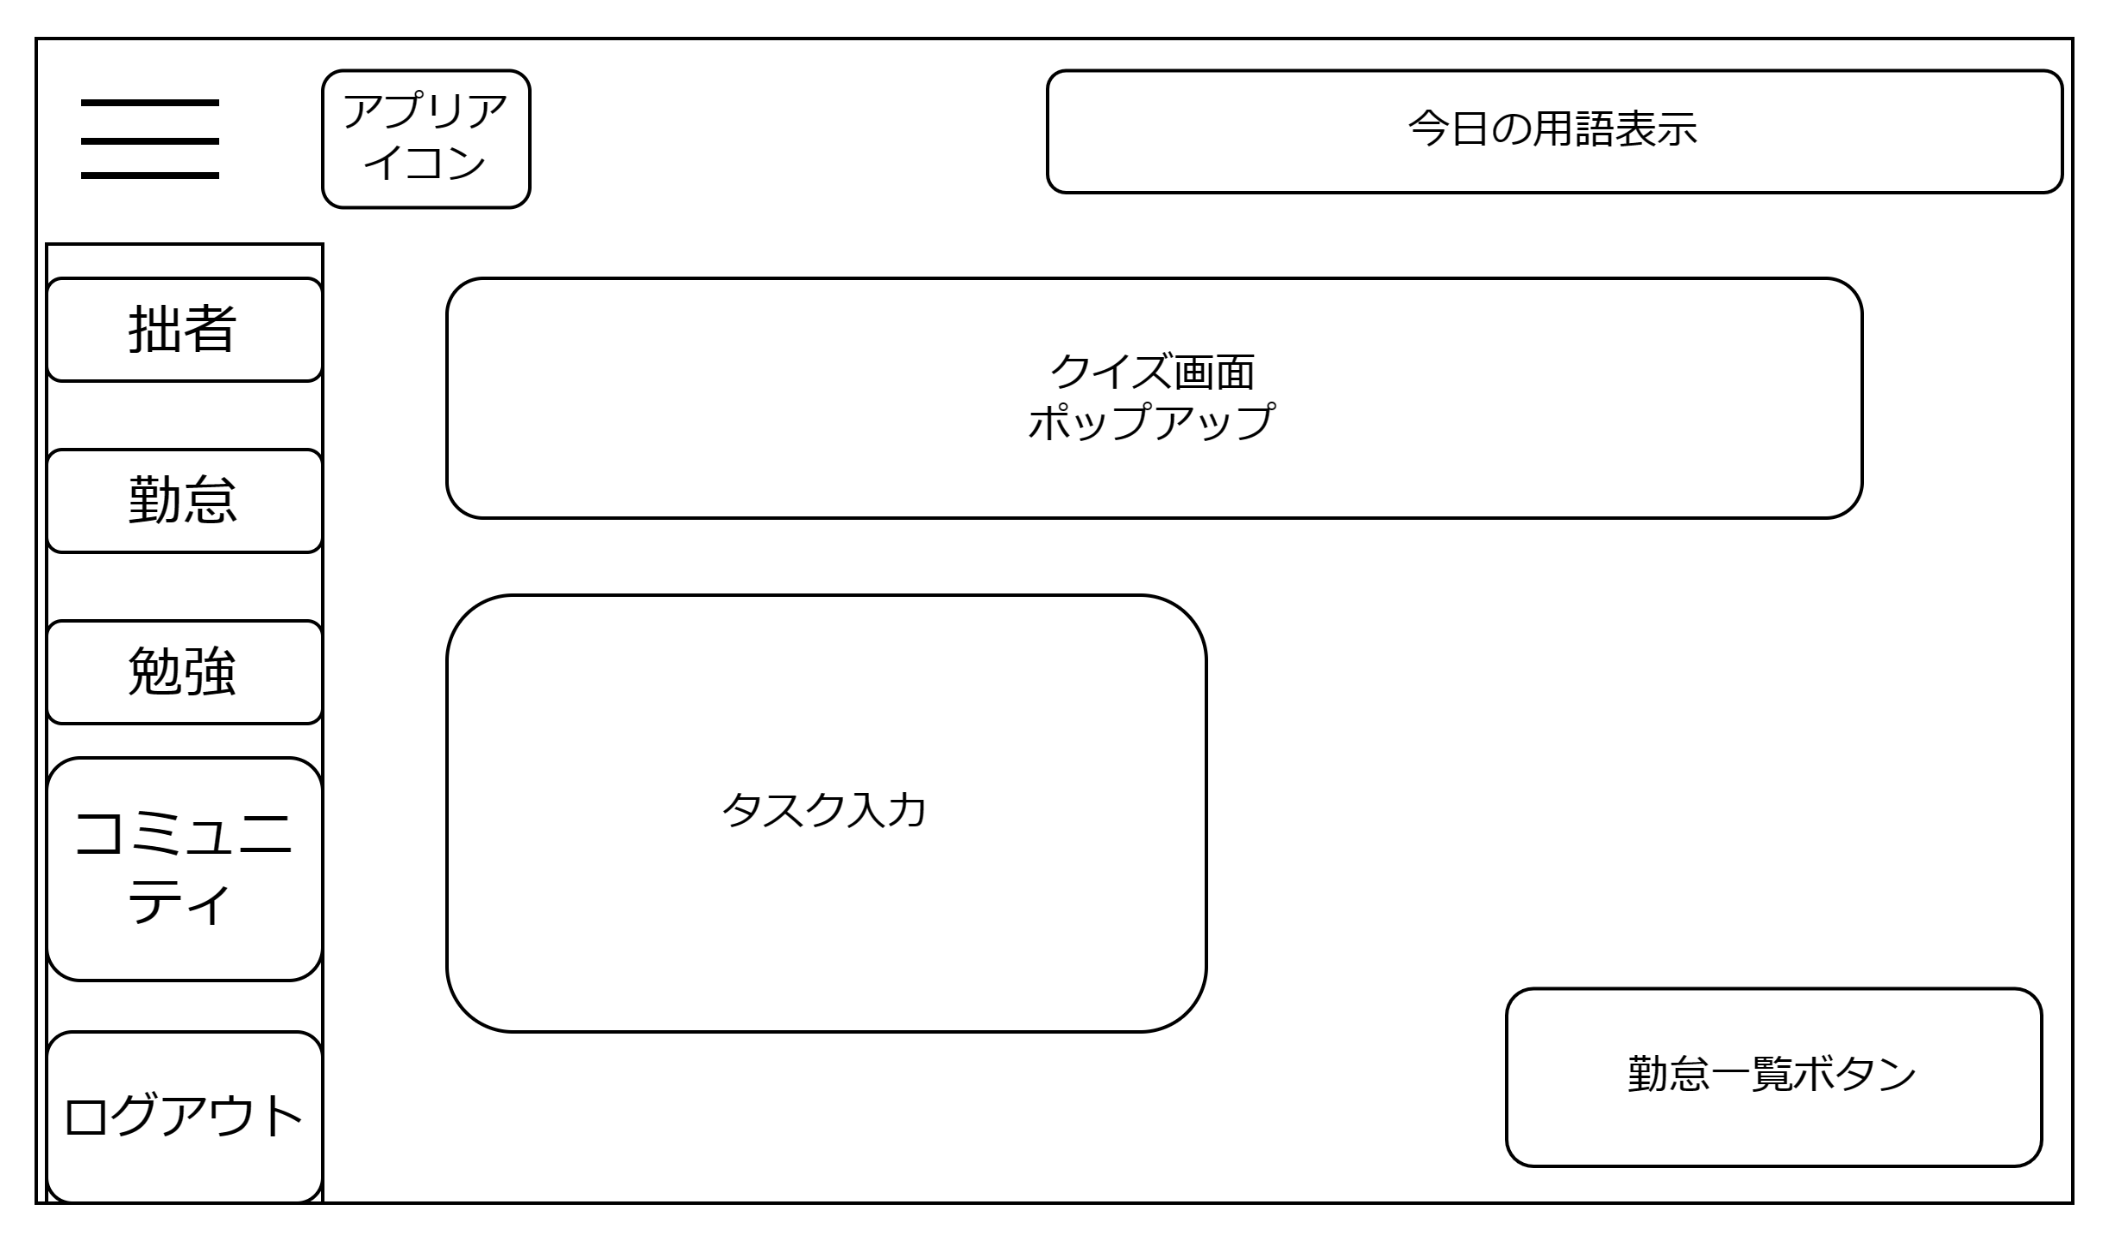 アプリア
イコン
今日の用語表示
拙者
勤怠
勉強
コミュニ
ティ
ログアウト
クイズ画面
ポップアップ
タスク入力
勤怠一覧ボタン